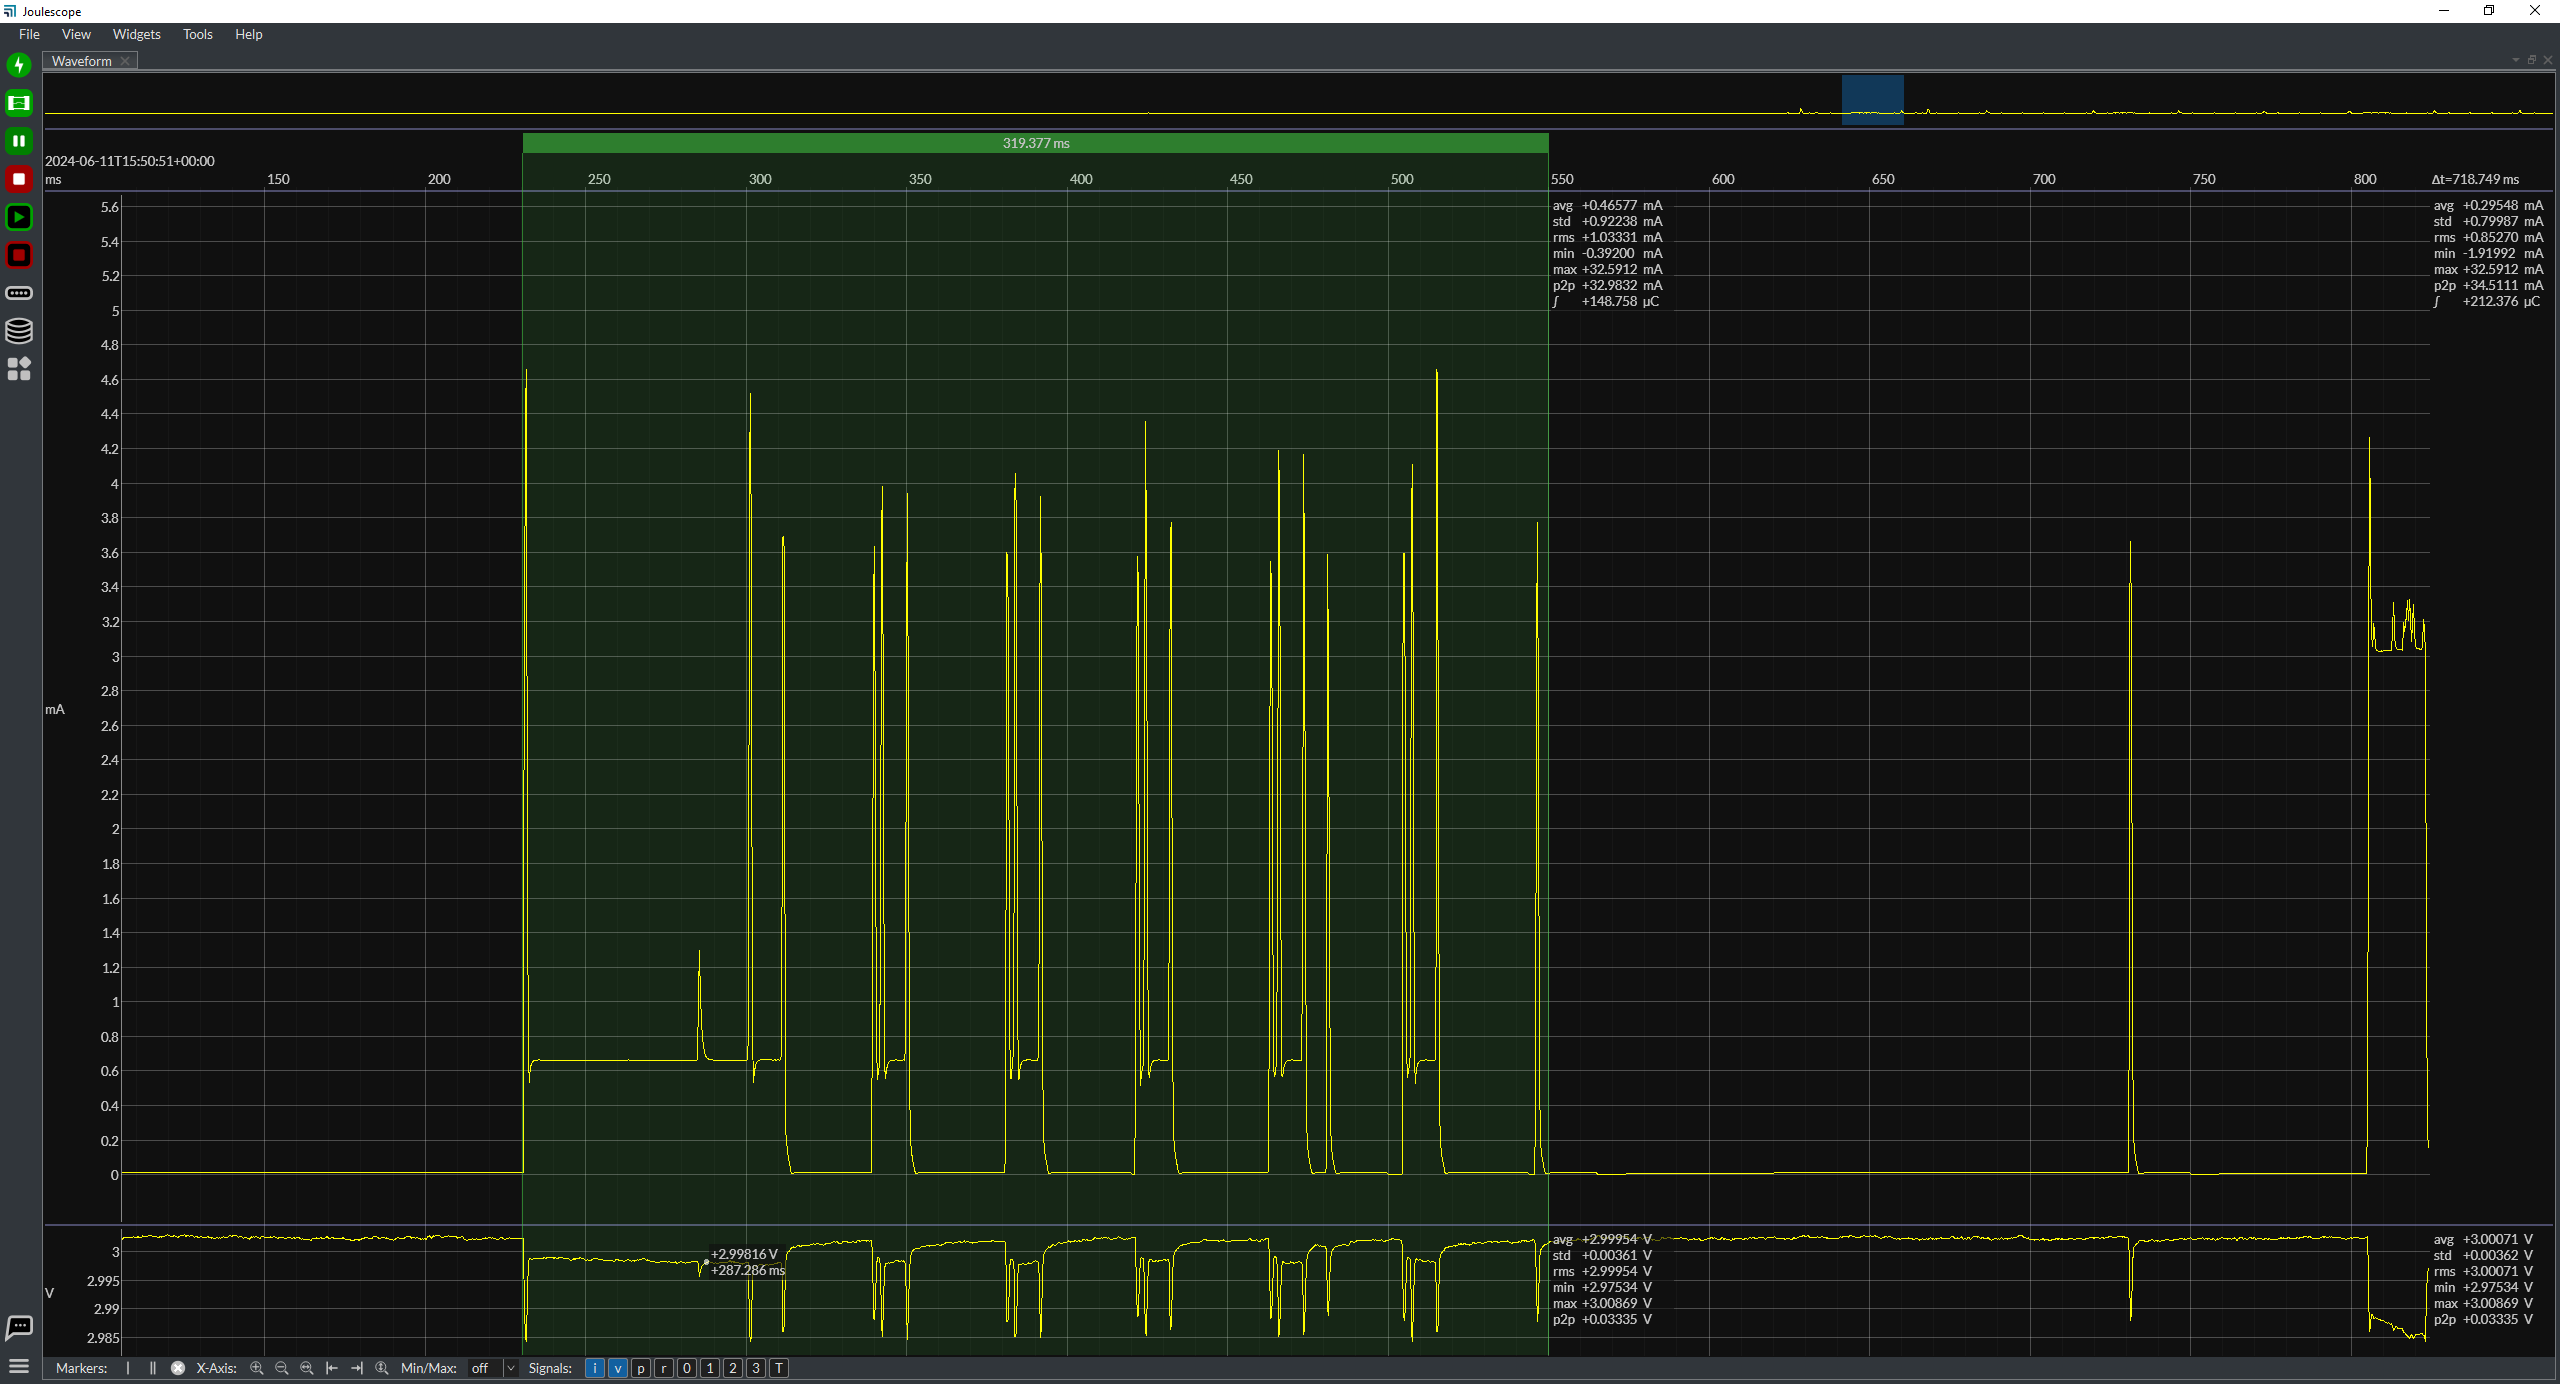 Joulescope
File View Widgets Tools Help
Waveform
319.377 ms
2024-06-11T15:50:51+00:00
ms 150 200 250 300 350 400 450 500 550 600 650 700 750 800 Δt=718.749 ms
5.6
5.4
5.2
5
4.8
4.6
4.4
4.2
4
3.8
3.6
3.4
3.2
3
2.8
2.6
2.4
2.2
2
1.8
1.6
1.4
1.2
1
0.8
0.6
0.4
0.2
0
mA
avg +0.46577 mA
std +0.92238 mA
rms +1.03331 mA
min -0.39200 mA
max +32.5912 mA
p2p +32.9832 mA
∫ +148.758 µC
avg +0.29548 mA
std +0.79987 mA
rms +0.85270 mA
min -1.91992 mA
max +32.5912 mA
p2p +34.5111 mA
∫ +212.376 µC
3
2.995
2.99
2.985
V
+2.99816 V
+287.286 ms
avg +2.99954 V
std +0.00361 V
rms +2.99954 V
min +2.97534 V
max +3.00869 V
p2p +0.03335 V
avg +3.00071 V
std +0.00362 V
rms +3.00071 V
min +2.97534 V
max +3.00869 V
p2p +0.03335 V
Markers: X-Axis: Min/Max: off Signals: i v p r 0 1 2 3 T